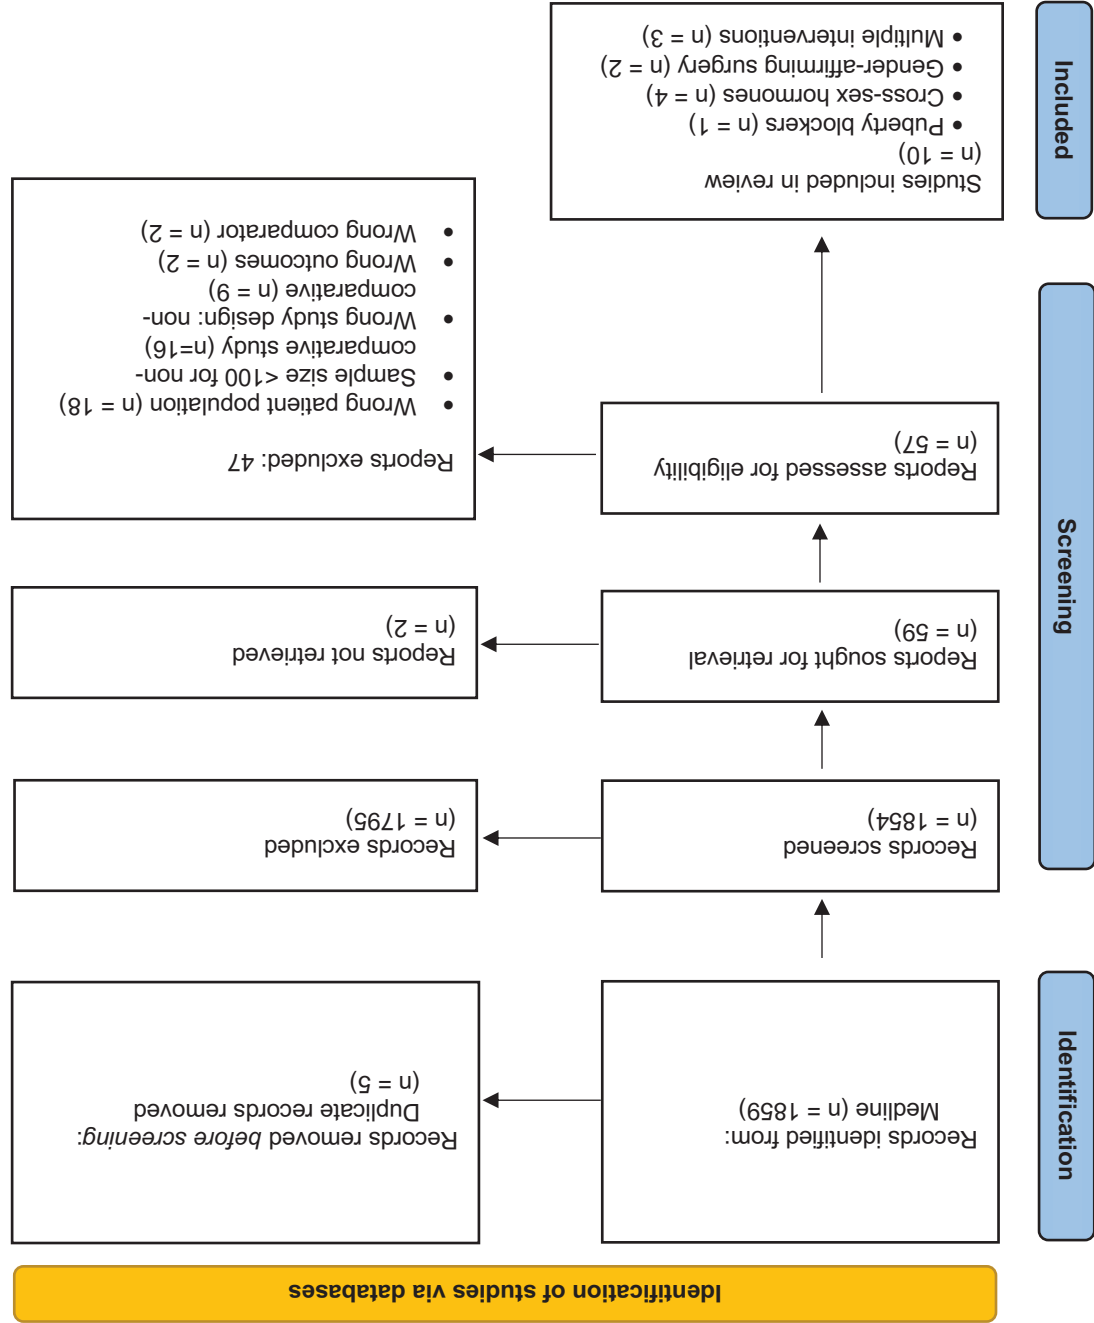 Identification of studies via databases
Identification
Records identified from:
Medline (n = 1859)
Records removed before screening:
Duplicate records removed
(n = 5)
Screening
Records screened
(n = 1854)
Records excluded
(n = 1795)
Reports sought for retrieval
(n = 59)
Reports not retrieved
(n = 2)
Reports assessed for eligibility
(n = 57)
Reports excluded: 47
• Wrong patient population (n = 18)
• Sample size <100 for non-
comparative study (n=16)
• Wrong study design: non-
comparative (n = 9)
• Wrong outcomes (n = 2)
• Wrong comparator (n = 2)
Included
Studies included in review
(n = 10)
• Puberty blockers (n = 1)
• Cross-sex hormones (n = 4)
• Gender-affirming surgery (n = 2)
• Multiple interventions (n = 3)